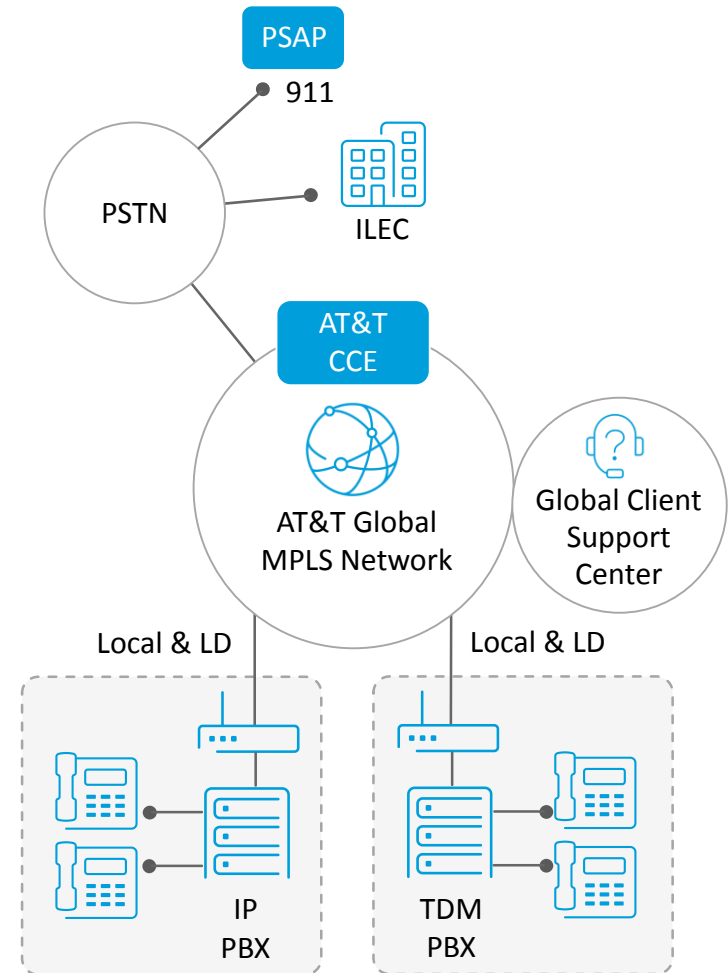 PSAP
911
PSTN
ILEC
AT&T
CCE
AT&T Global
MPLS Network
Global Client
Support
Center
Local & LD
Local & LD
IP
PBX
TDM
PBX